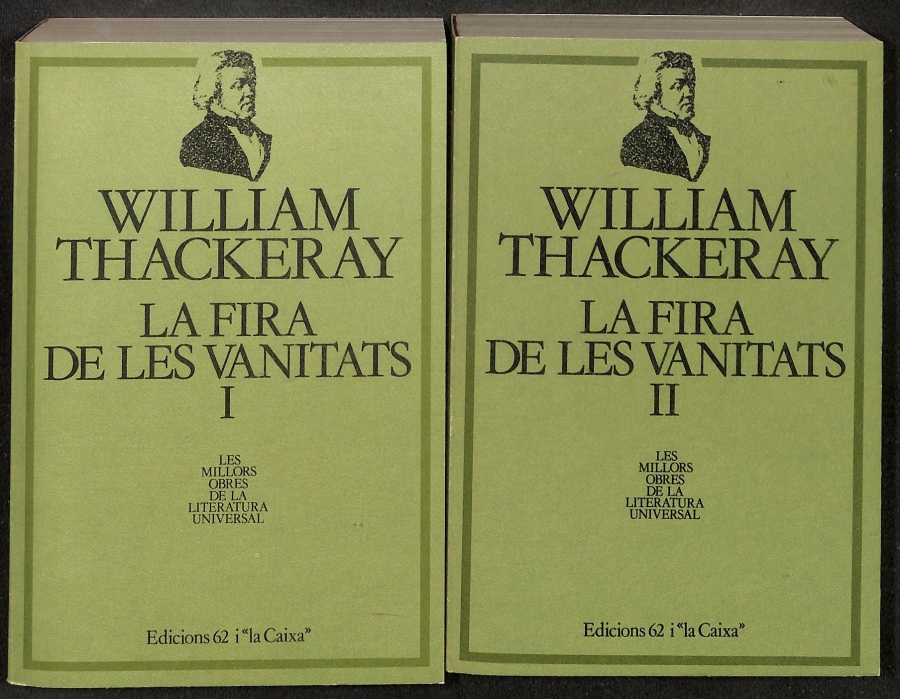 WILLIAM
THACKERAY
LA FIRA
DE LES VANITATS
I
LES
MILLORS
OBRES
DE LA
LITERATURA
UNIVERSAL
Edicions 62 i «la Caixa»
WILLIAM
THACKERAY
LA FIRA
DE LES VANITATS
II
LES
MILLORS
OBRES
DE LA
LITERATURA
UNIVERSAL
Edicions 62 i «la Caixa»